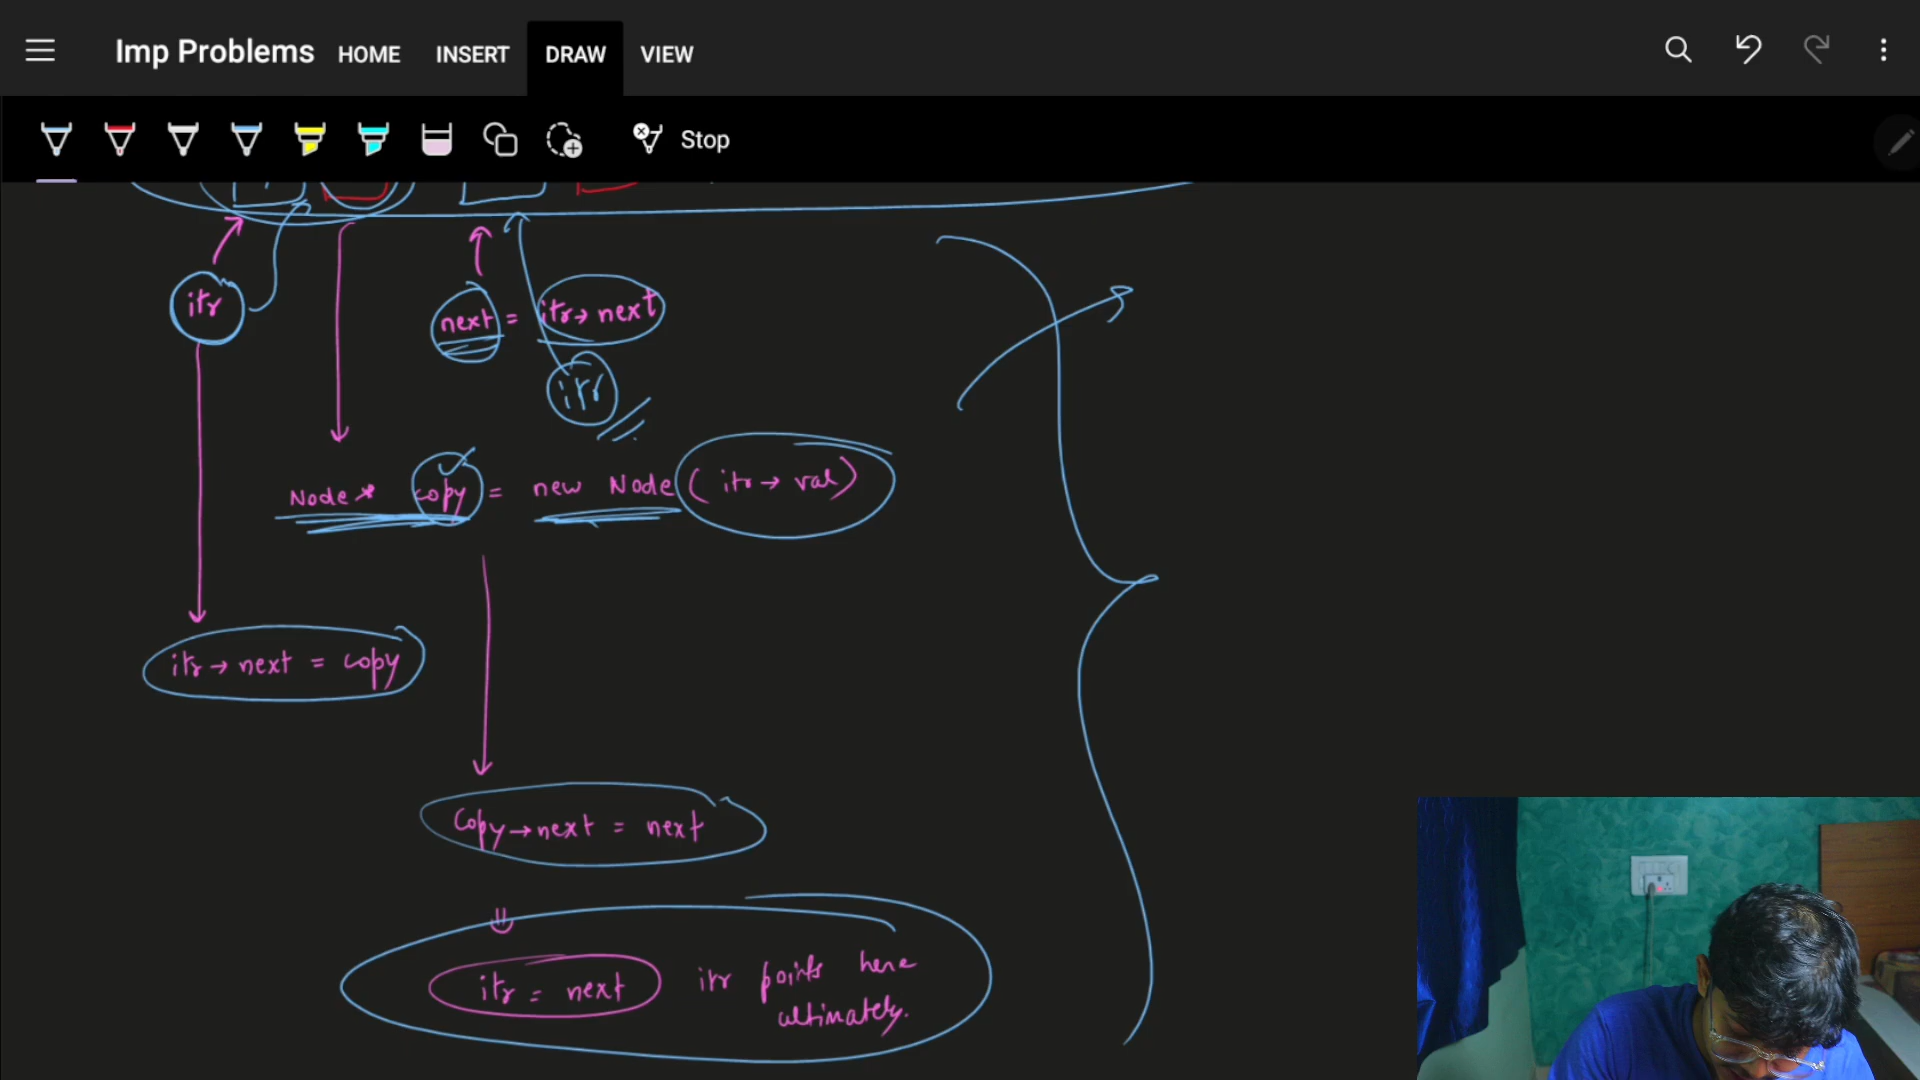 Imp Problems HOME INSERT DRAW VIEW
Stop
itr
next = itr→next
itr
Node* copy = new Node (itr→val)
itr→next = copy
copy→next = next
itr = next itr points here
ultimately.